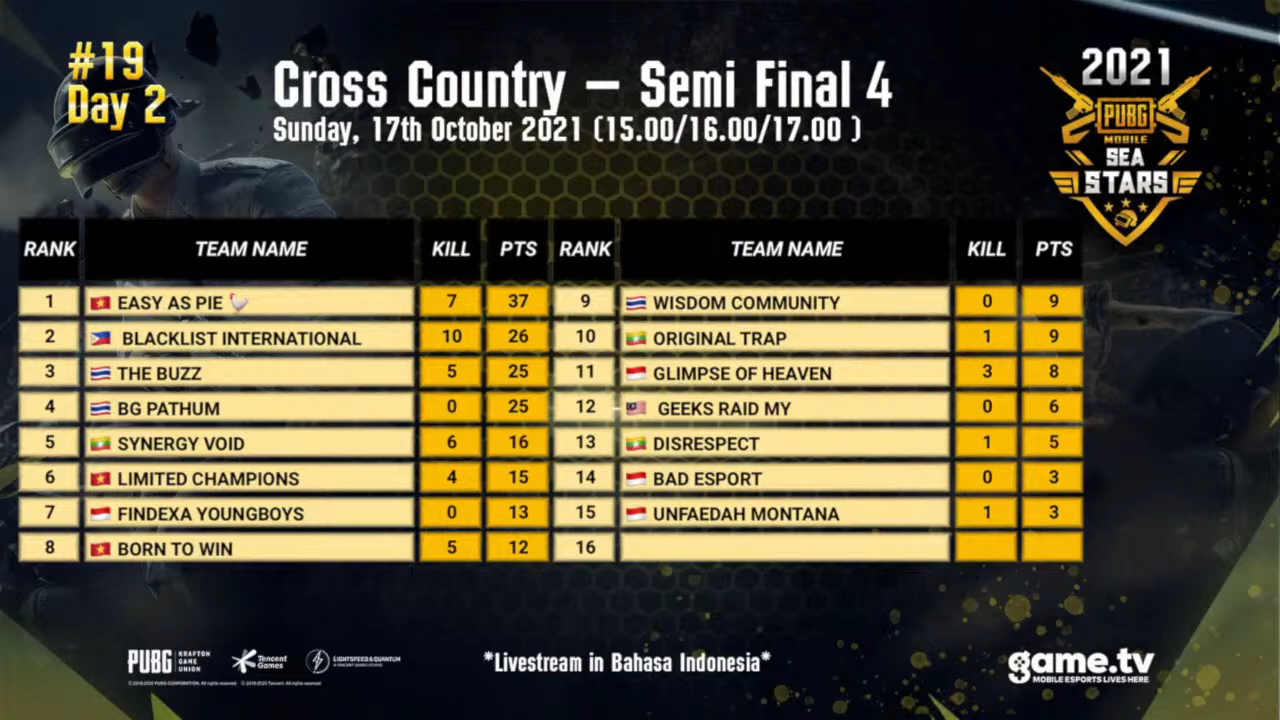 #19
Day 2
Cross Country – Semi Final 4
Sunday, 17th October 2021 (15.00/16.00/17.00 )
2021
PUBG
MOBILE
SEA
STARS
RANK TEAM NAME KILL PTS RANK TEAM NAME KILL PTS
1 EASY AS PIE 7 37 9 WISDOM COMMUNITY 0 9
2 BLACKLIST INTERNATIONAL 10 26 10 ORIGINAL TRAP 1 9
3 THE BUZZ 5 25 11 GLIMPSE OF HEAVEN 3 8
4 BG PATHUM 0 25 12 GEEKS RAID MY 0 6
5 SYNERGY VOID 6 16 13 DISRESPECT 1 5
6 LIMITED CHAMPIONS 4 15 14 BAD ESPORT 0 3
7 FINDEXA YOUNGBOYS 0 13 15 UNFAEDAH MONTANA 1 3
8 BORN TO WIN 5 12 16
PUBG KRAFTON GAME UNION Tencent Games LIGHTSPEED & QUANTUM
*Livestream in Bahasa Indonesia*
game.tv
MOBILE ESPORTS LIVES HERE